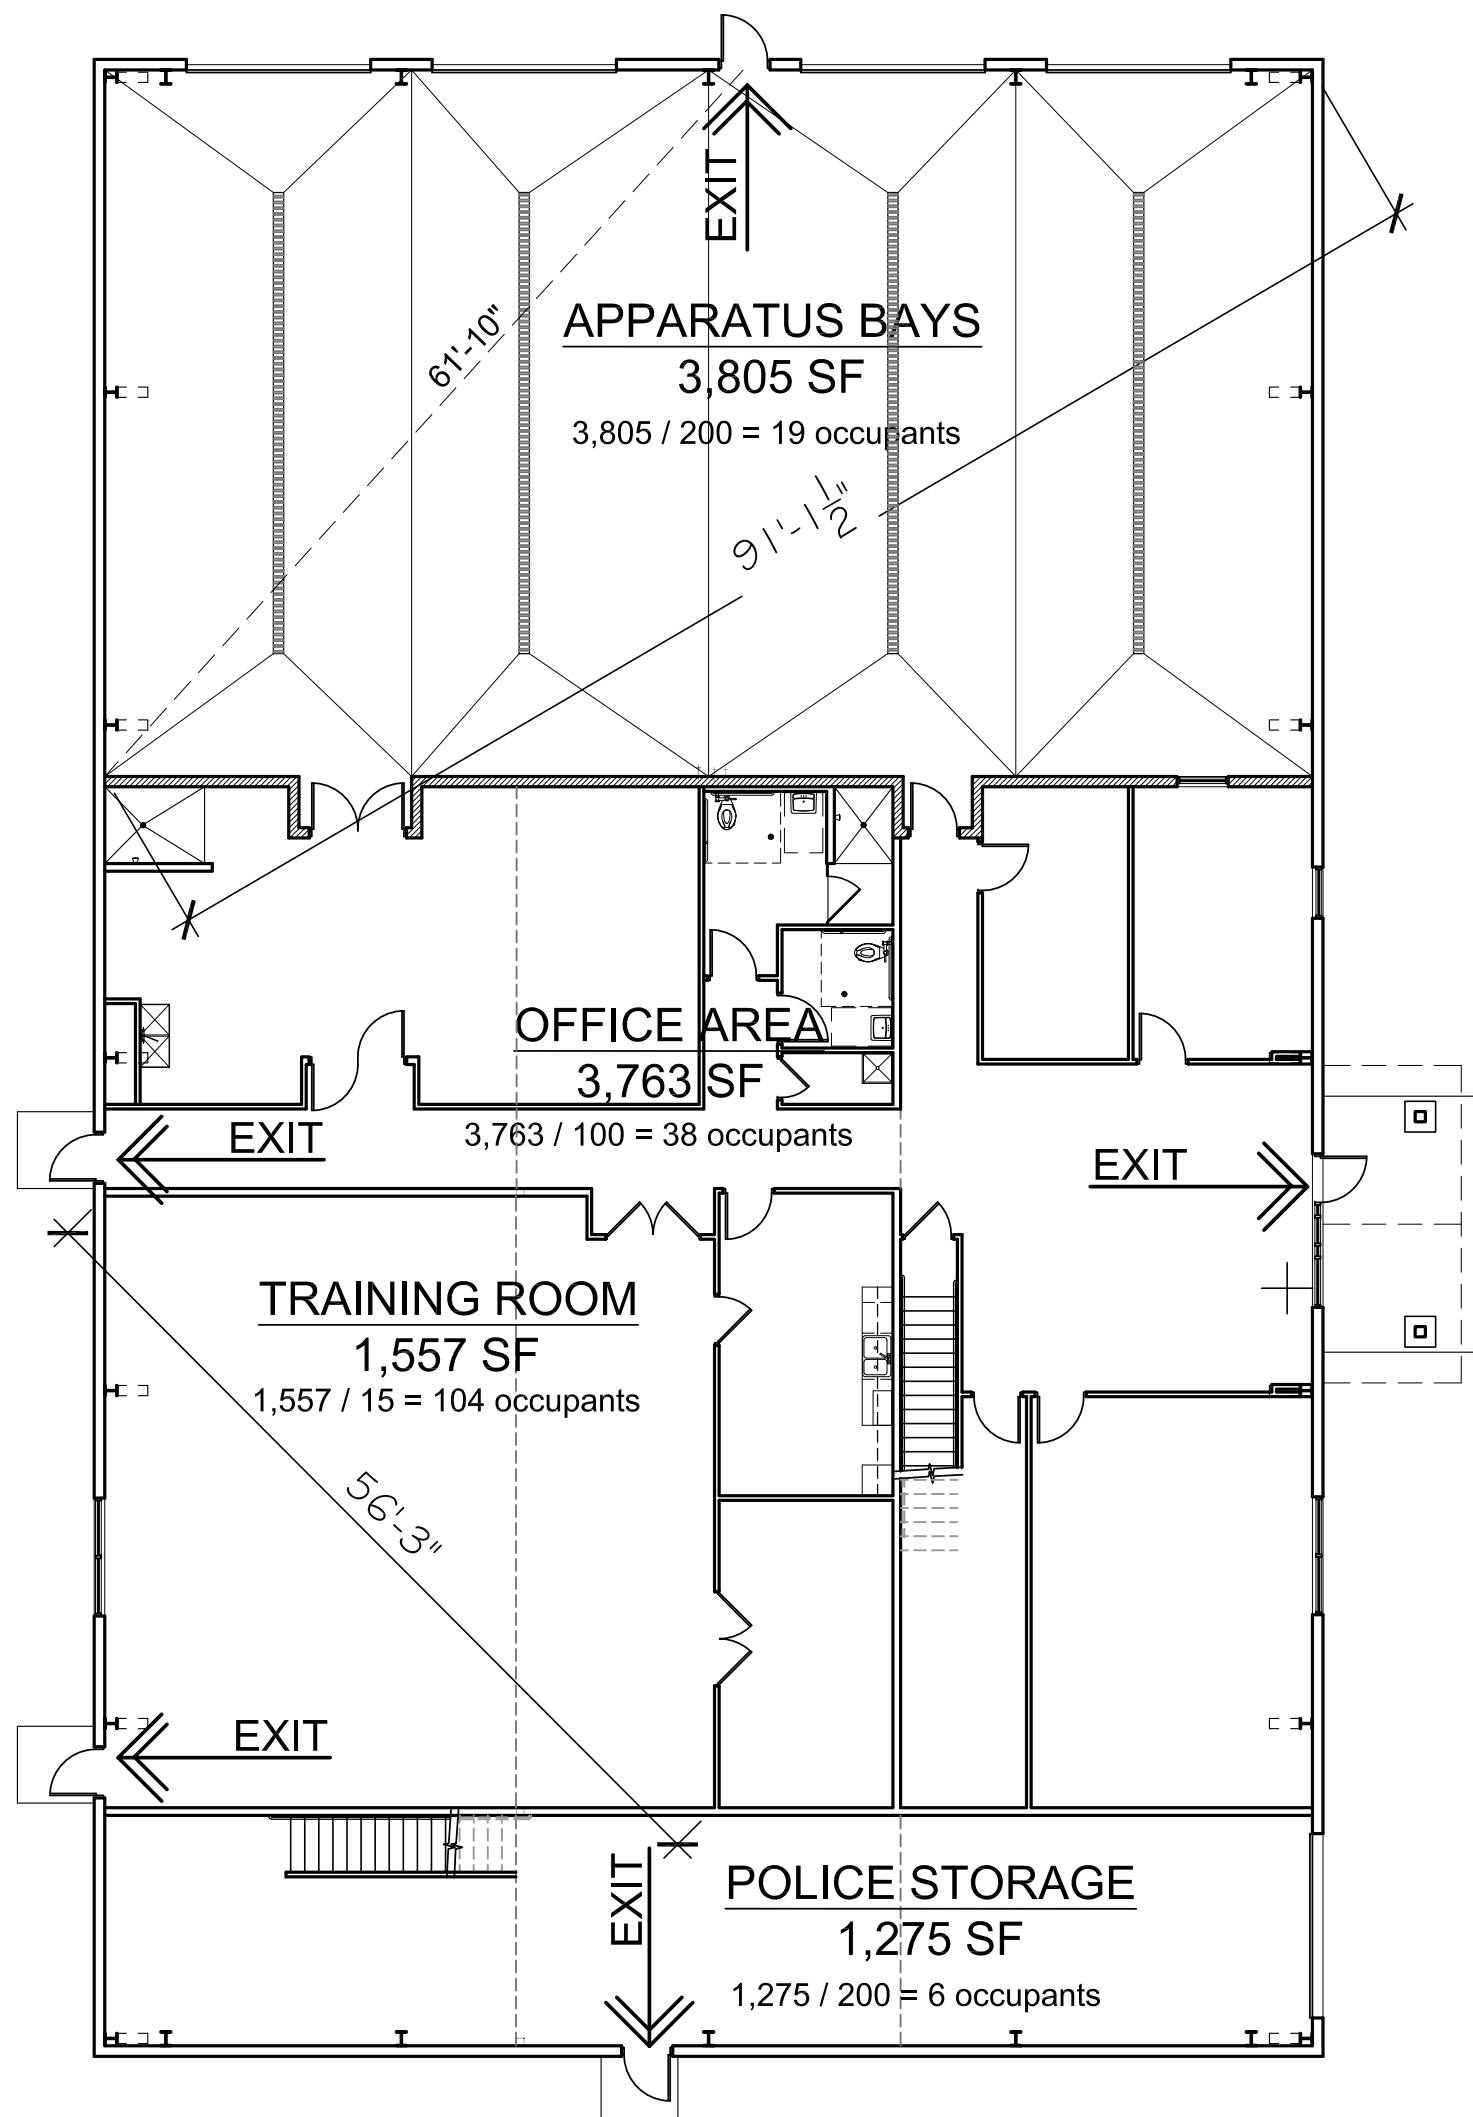 EXIT
61'-10"
APPARATUS BAYS
3,805 SF
3,805 / 200 = 19 occupants
91'-1 1/2"
OFFICE AREA
3,763 SF
3,763 / 100 = 38 occupants
EXIT
EXIT
TRAINING ROOM
1,557 SF
1,557 / 15 = 104 occupants
56'-3"
EXIT
EXIT
POLICE STORAGE
1,275 SF
1,275 / 200 = 6 occupants